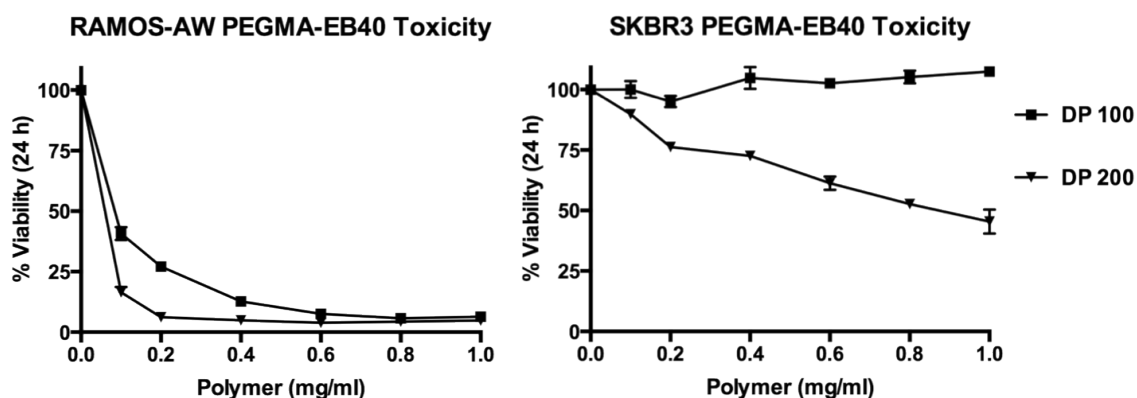 RAMOS-AW PEGMA-EB40 Toxicity
% Viability (24 h)
100
75
50
25
0
0.0 0.2 0.4 0.6 0.8 1.0
Polymer (mg/ml)
SKBR3 PEGMA-EB40 Toxicity
% Viability (24 h)
100
75
50
25
0
0.0 0.2 0.4 0.6 0.8 1.0
Polymer (mg/ml)
DP 100
DP 200